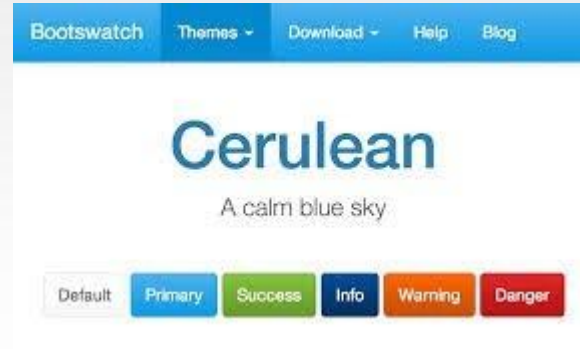 Bootswatch Themes Download Help Blog
Cerulean
A calm blue sky
Default Primary Success Info Warning Danger